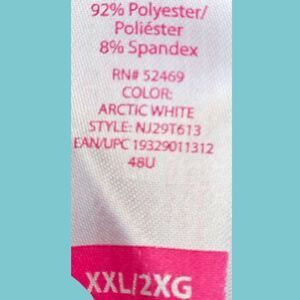 92% Polyester/
Poliéster
8% Spandex
RN# 52469
COLOR:
ARCTIC WHITE
STYLE: NJ29T613
EAN/UPC 19329011312
48U
XXL/2XG